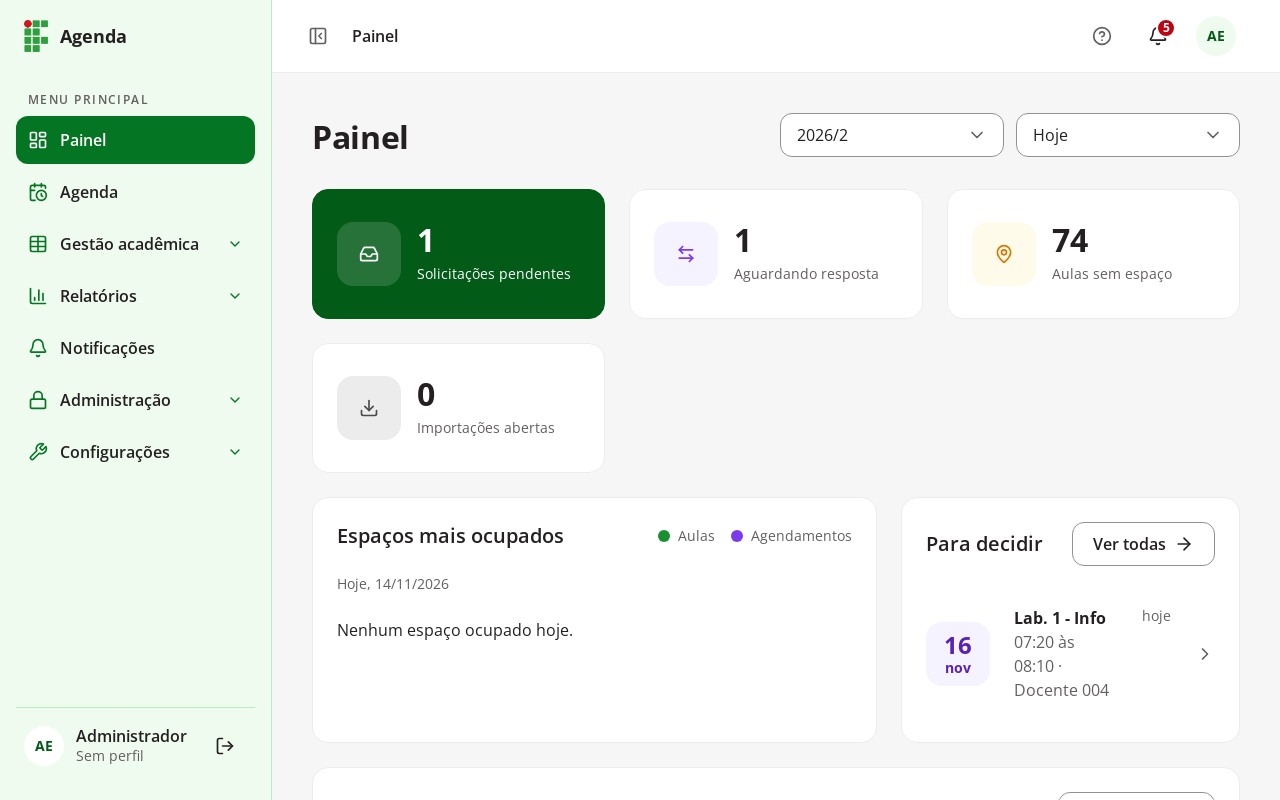 Agenda
MENU PRINCIPAL
Painel
Agenda
Gestão acadêmica
Relatórios
Notificações
Administração
Configurações
AE
Administrador
Sem perfil
Painel
5
AE
Painel
2026/2
Hoje
1
Solicitações pendentes
1
Aguardando resposta
74
Aulas sem espaço
0
Importações abertas
Espaços mais ocupados
Aulas
Agendamentos
Hoje, 14/11/2026
Nenhum espaço ocupado hoje.
Para decidir
Ver todas
16
nov
Lab. 1 - Info
hoje
07:20 às
08:10 ·
Docente 004